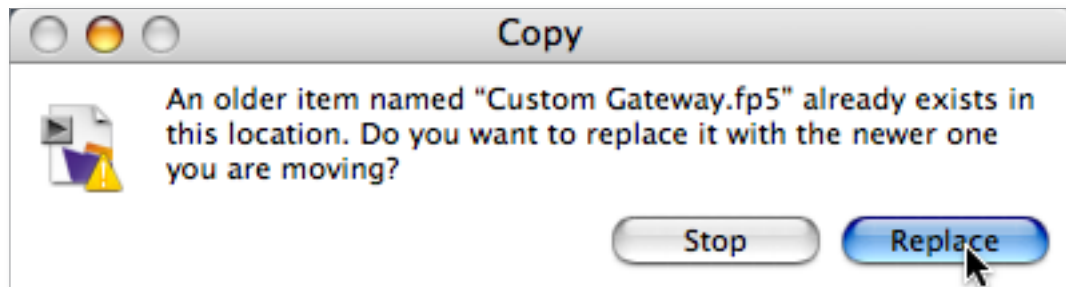 Copy
An older item named “Custom Gateway.fp5” already exists in
this location. Do you want to replace it with the newer one
you are moving?
Stop Replace